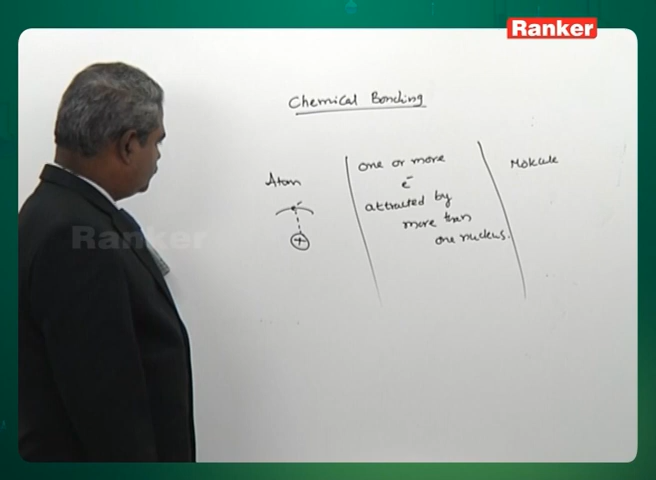 Ranker
Chemical Bonding
Atom
one or more
e⁻
attracted by
more than
one nucleus.
Molecule
+
Ranker